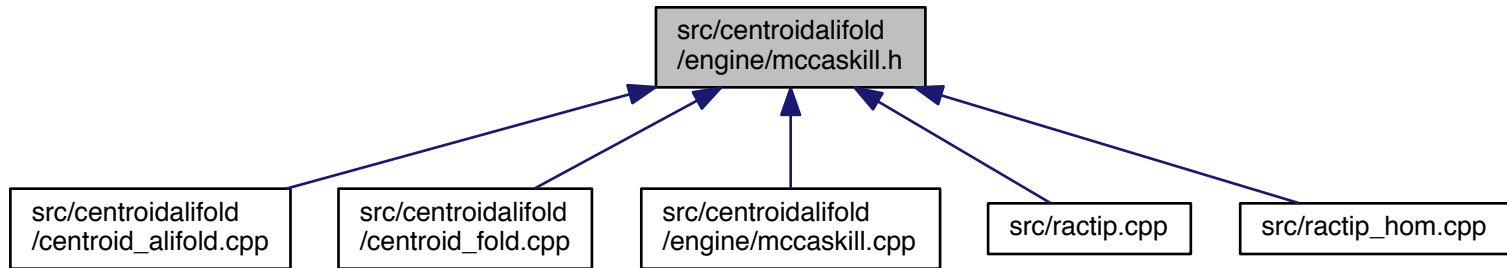 src/centroidalifold
/engine/mccaskill.h
src/centroidalifold
/centroid_alifold.cpp
src/centroidalifold
/centroid_fold.cpp
src/centroidalifold
/engine/mccaskill.cpp
src/ractip.cpp
src/ractip_hom.cpp